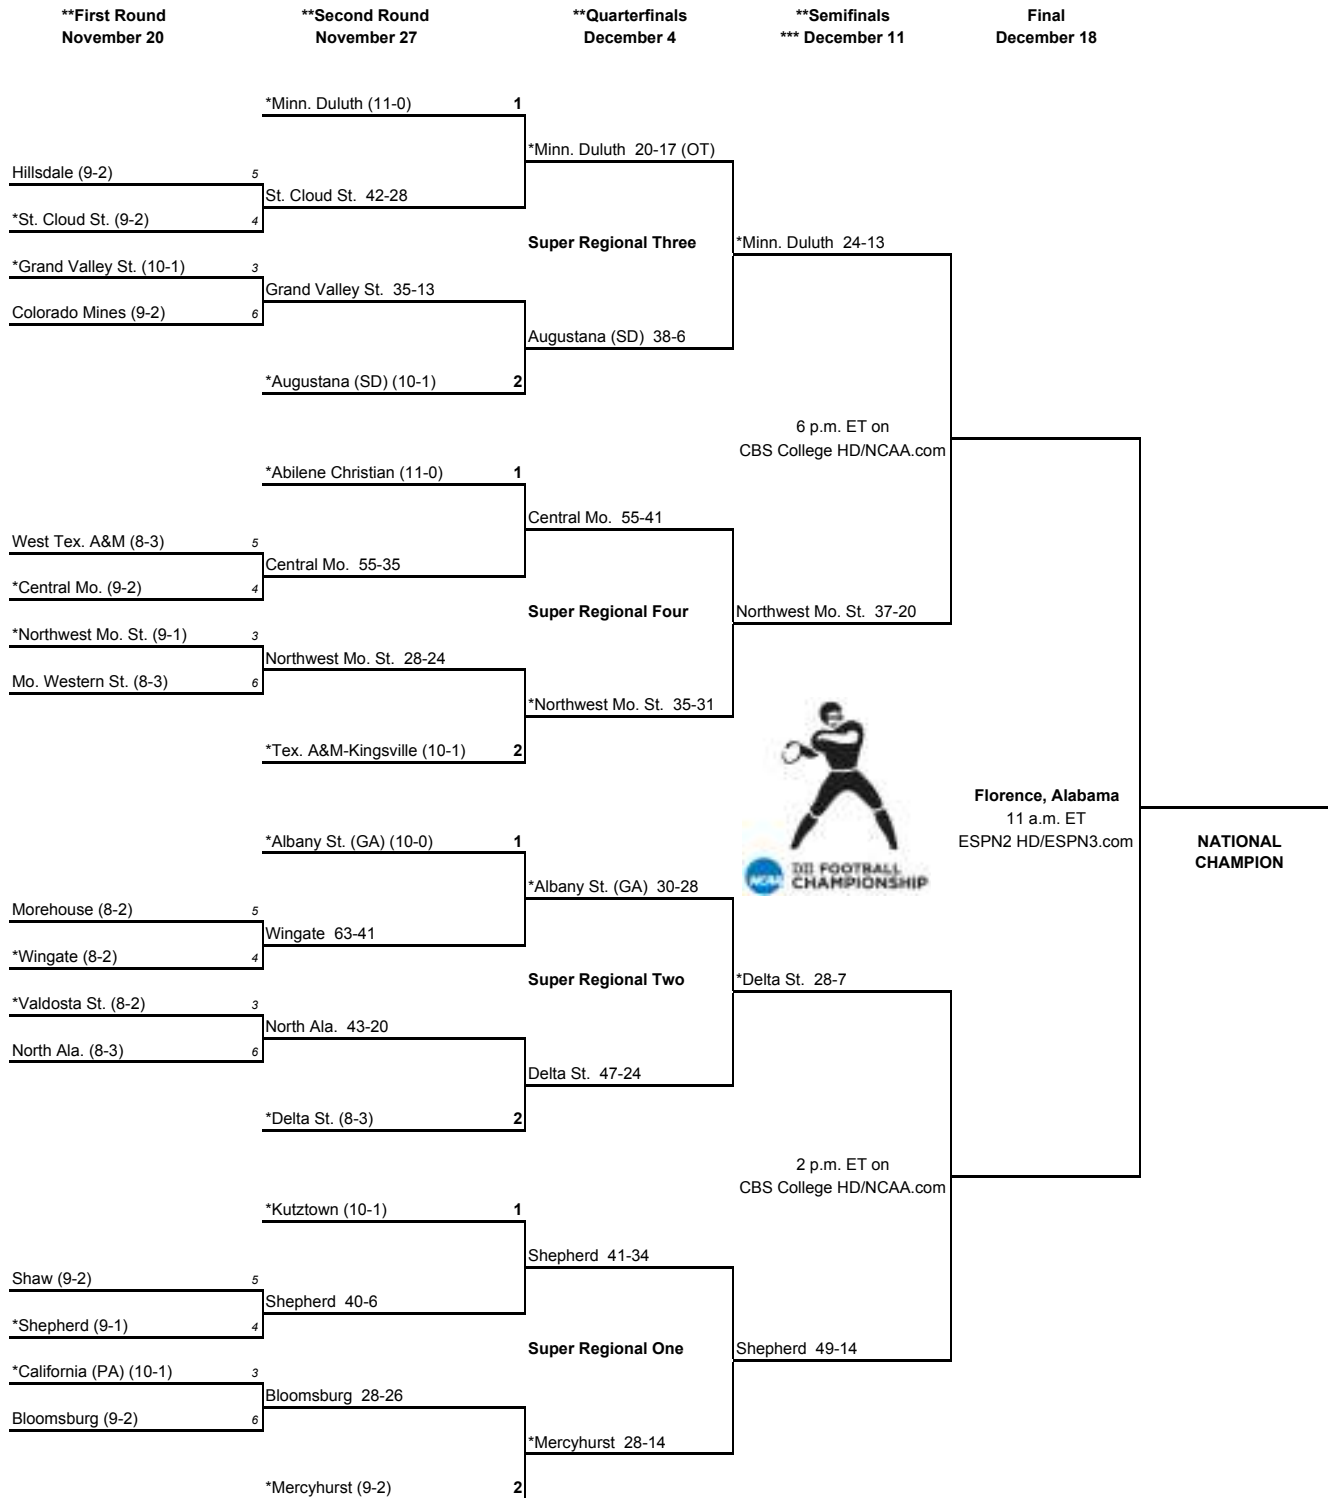 **First Round
November 20
**Second Round
November 27
**Quarterfinals
December 4
**Semifinals
*** December 11
Final
December 18
*Minn. Duluth (11-0) 1
*Minn. Duluth 20-17 (OT)
Hillsdale (9-2) 5
St. Cloud St. 42-28
*St. Cloud St. (9-2) 4
Super Regional Three
*Minn. Duluth 24-13
*Grand Valley St. (10-1) 3
Grand Valley St. 35-13
Colorado Mines (9-2) 6
Augustana (SD) 38-6
*Augustana (SD) (10-1) 2
6 p.m. ET on
CBS College HD/NCAA.com
*Abilene Christian (11-0) 1
Central Mo. 55-41
West Tex. A&M (8-3) 5
Central Mo. 55-35
*Central Mo. (9-2) 4
Super Regional Four
Northwest Mo. St. 37-20
*Northwest Mo. St. (9-1) 3
Northwest Mo. St. 28-24
Mo. Western St. (8-3) 6
*Northwest Mo. St. 35-31
*Tex. A&M-Kingsville (10-1) 2
Florence, Alabama
11 a.m. ET
ESPN2 HD/ESPN3.com
NATIONAL
CHAMPION
*Albany St. (GA) (10-0) 1
NCAA
DII FOOTBALL
CHAMPIONSHIP
*Albany St. (GA) 30-28
Morehouse (8-2) 5
Wingate 63-41
*Wingate (8-2) 4
Super Regional Two
*Delta St. 28-7
*Valdosta St. (8-2) 3
North Ala. 43-20
North Ala. (8-3) 6
Delta St. 47-24
*Delta St. (8-3) 2
2 p.m. ET on
CBS College HD/NCAA.com
*Kutztown (10-1) 1
Shepherd 41-34
Shaw (9-2) 5
Shepherd 40-6
*Shepherd (9-1) 4
Super Regional One
Shepherd 49-14
*California (PA) (10-1) 3
Bloomsburg 28-26
Bloomsburg (9-2) 6
*Mercyhurst 28-14
*Mercyhurst (9-2) 2